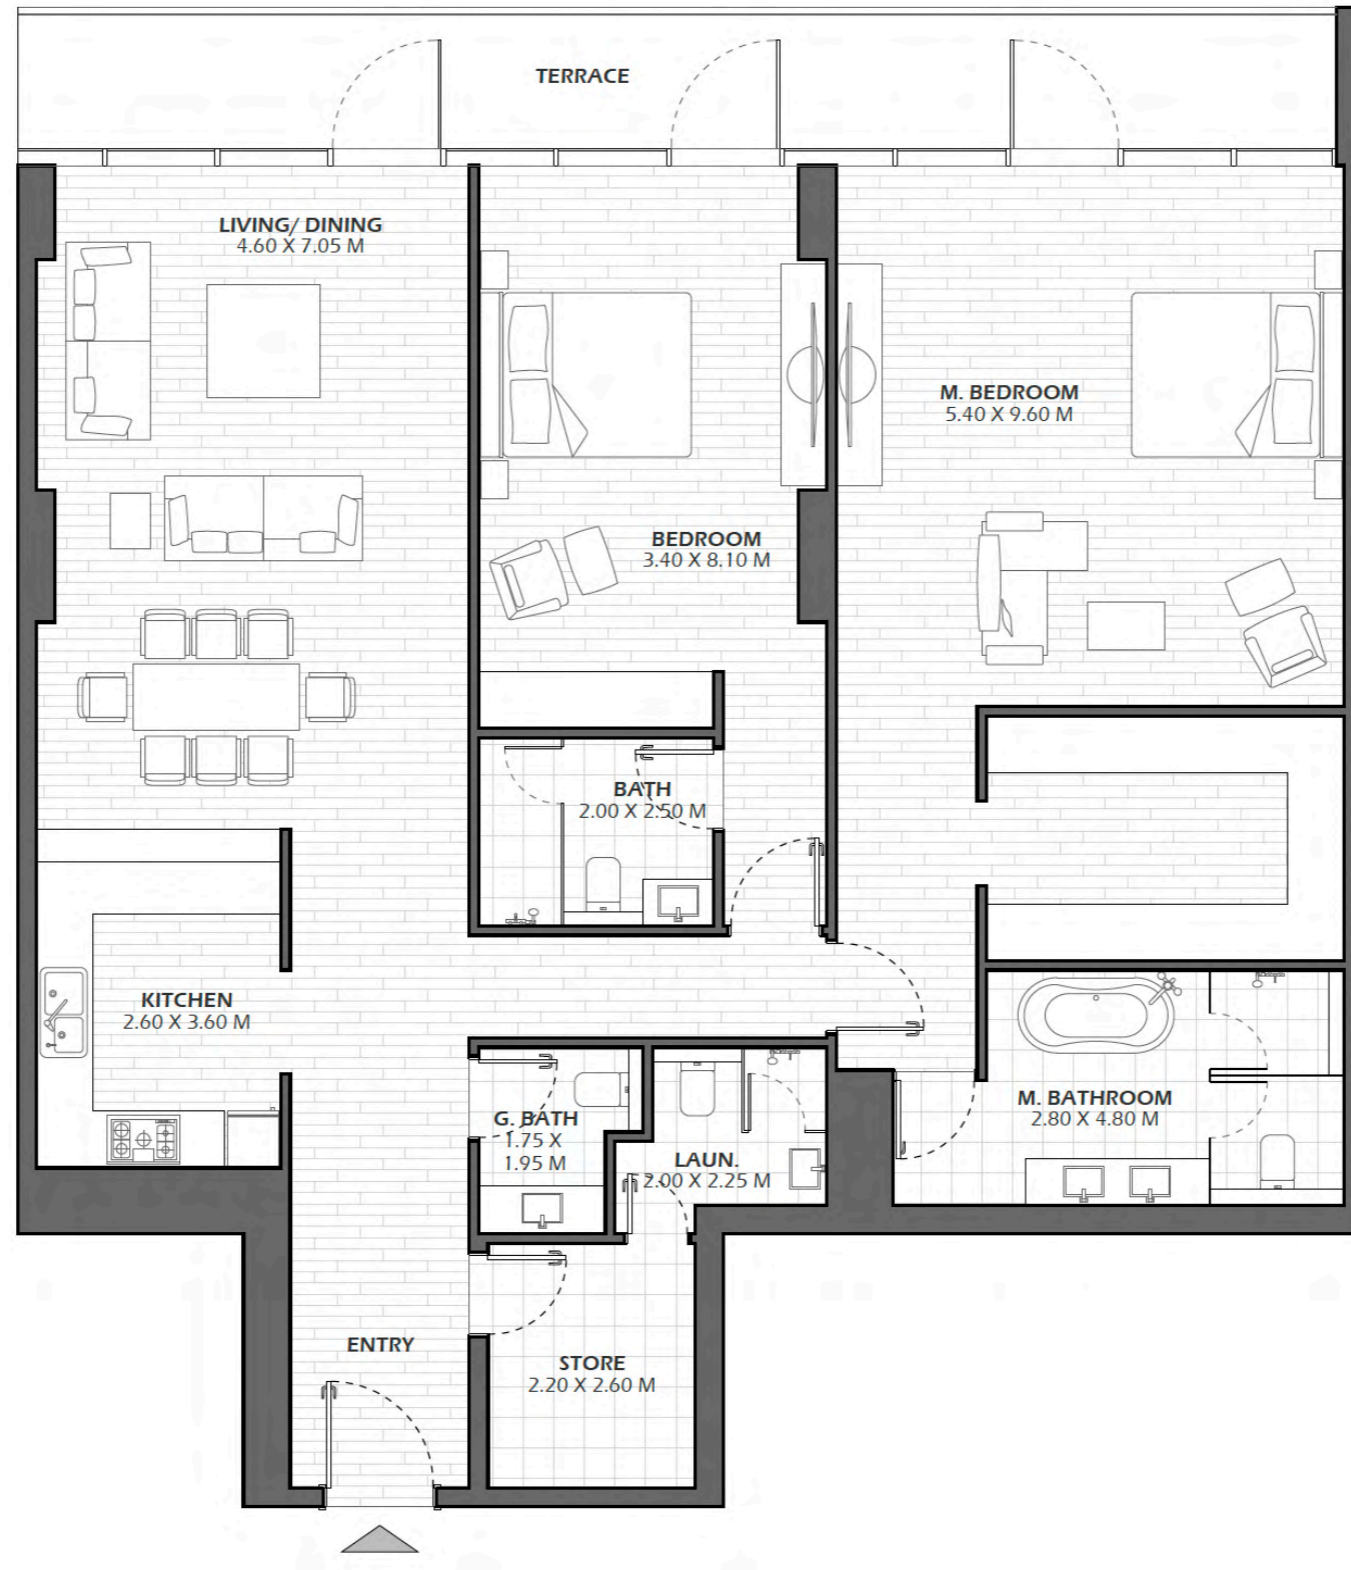 TERRACE
LIVING/ DINING
4.60 X 7.05 M
M. BEDROOM
5.40 X 9.60 M
BEDROOM
3.40 X 8.10 M
BATH
2.00 X 2.50 M
KITCHEN
2.60 X 3.60 M
M. BATHROOM
2.80 X 4.80 M
G. BATH
1.75 X
1.95 M
LAUN.
2.00 X 2.25 M
ENTRY
STORE
2.20 X 2.60 M